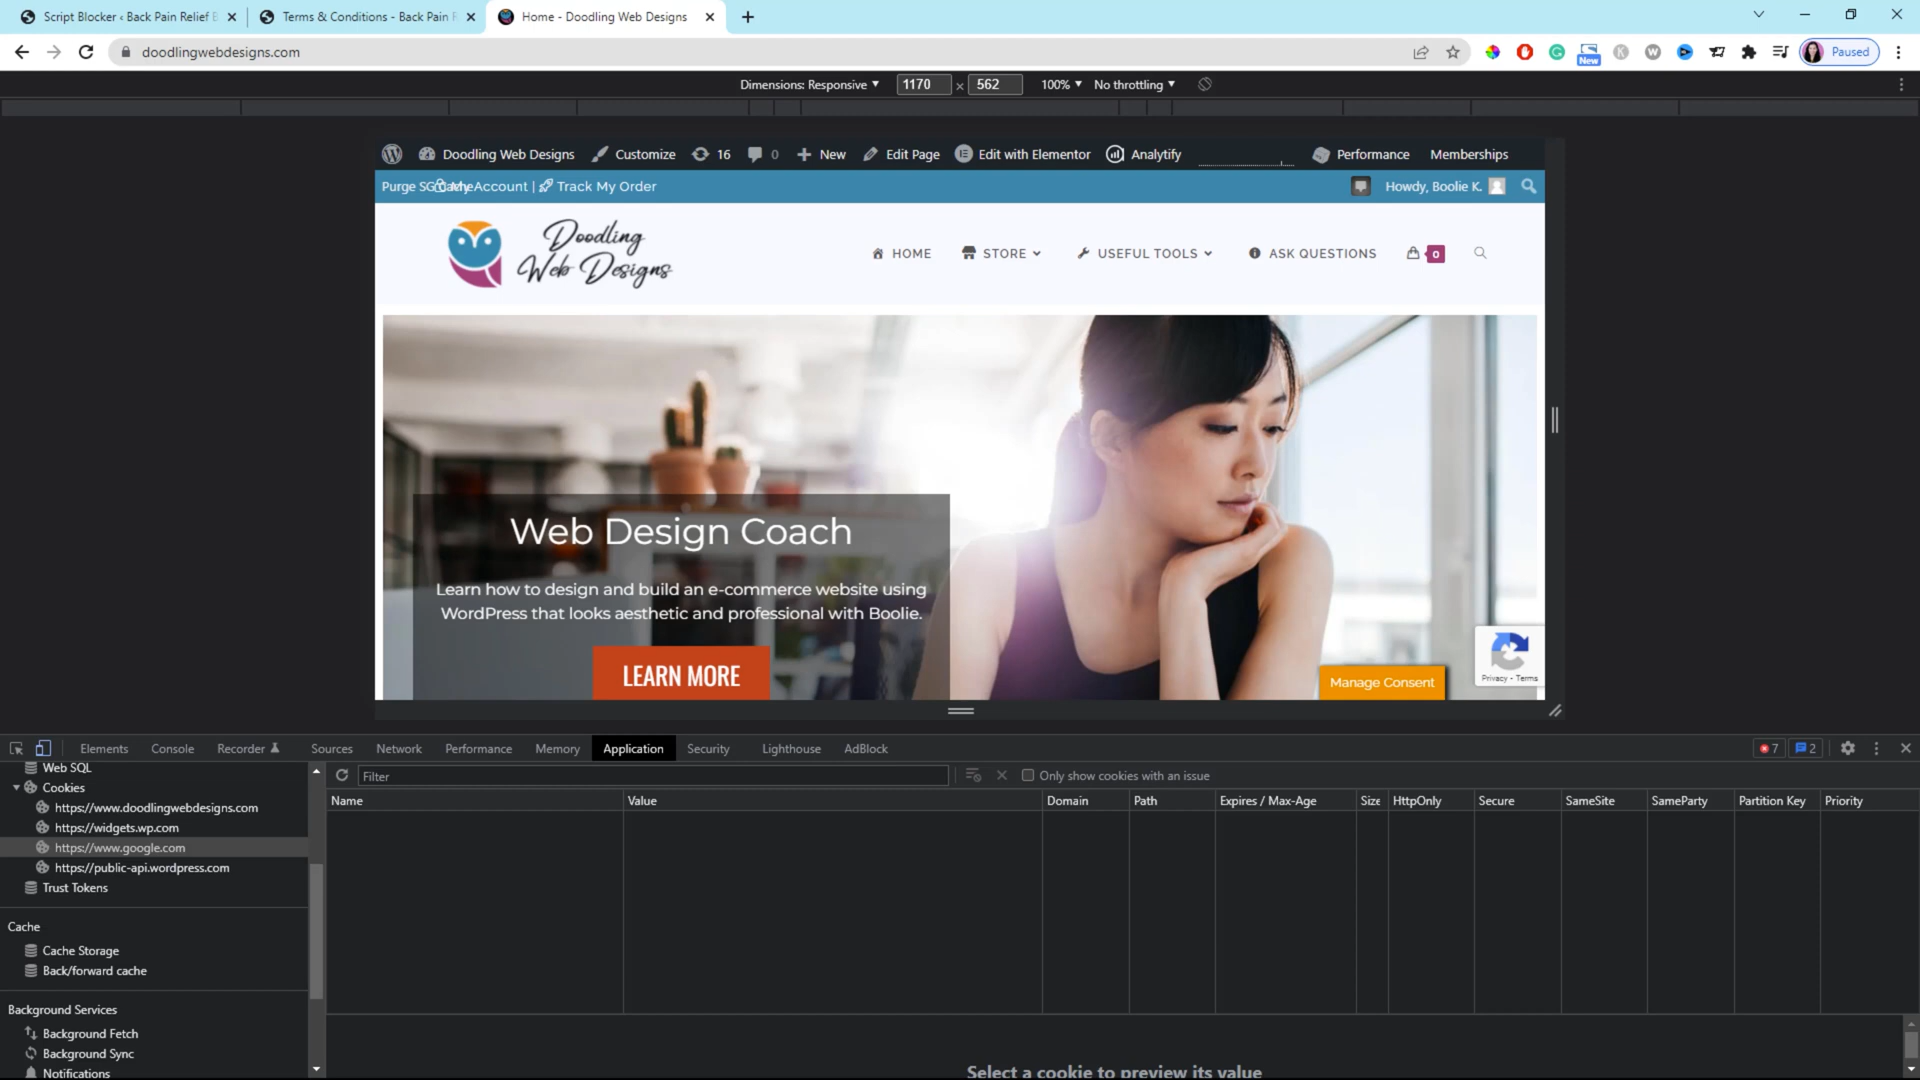 Script Blocker ‹ Back Pain Relief B
Terms & Conditions - Back Pain R
Home - Doodling Web Designs
doodlingwebdesigns.com
New
Paused
Dimensions: Responsive 1170 × 562 100% No throttling
Doodling Web Designs Customize 16 0 New Edit Page Edit with Elementor Analytify Performance Memberships
Purge SG Cache My Account | Track My Order Howdy, Boolie K.
Doodling
Web Designs
HOME STORE USEFUL TOOLS ASK QUESTIONS 0
Web Design Coach
Learn how to design and build an e-commerce website using
WordPress that looks aesthetic and professional with Boolie.
LEARN MORE
Manage Consent
Privacy - Terms
Elements Console Recorder Sources Network Performance Memory Application Security Lighthouse AdBlock 7 2
Web SQL
Cookies
https://www.doodlingwebdesigns.com
https://widgets.wp.com
https://www.google.com
https://public-api.wordpress.com
Trust Tokens
Cache
Cache Storage
Back/forward cache
Background Services
Background Fetch
Background Sync
Notifications
Filter Only show cookies with an issue
Name Value Domain Path Expires / Max-Age Size HttpOnly Secure SameSite SameParty Partition Key Priority
Select a cookie to preview its value